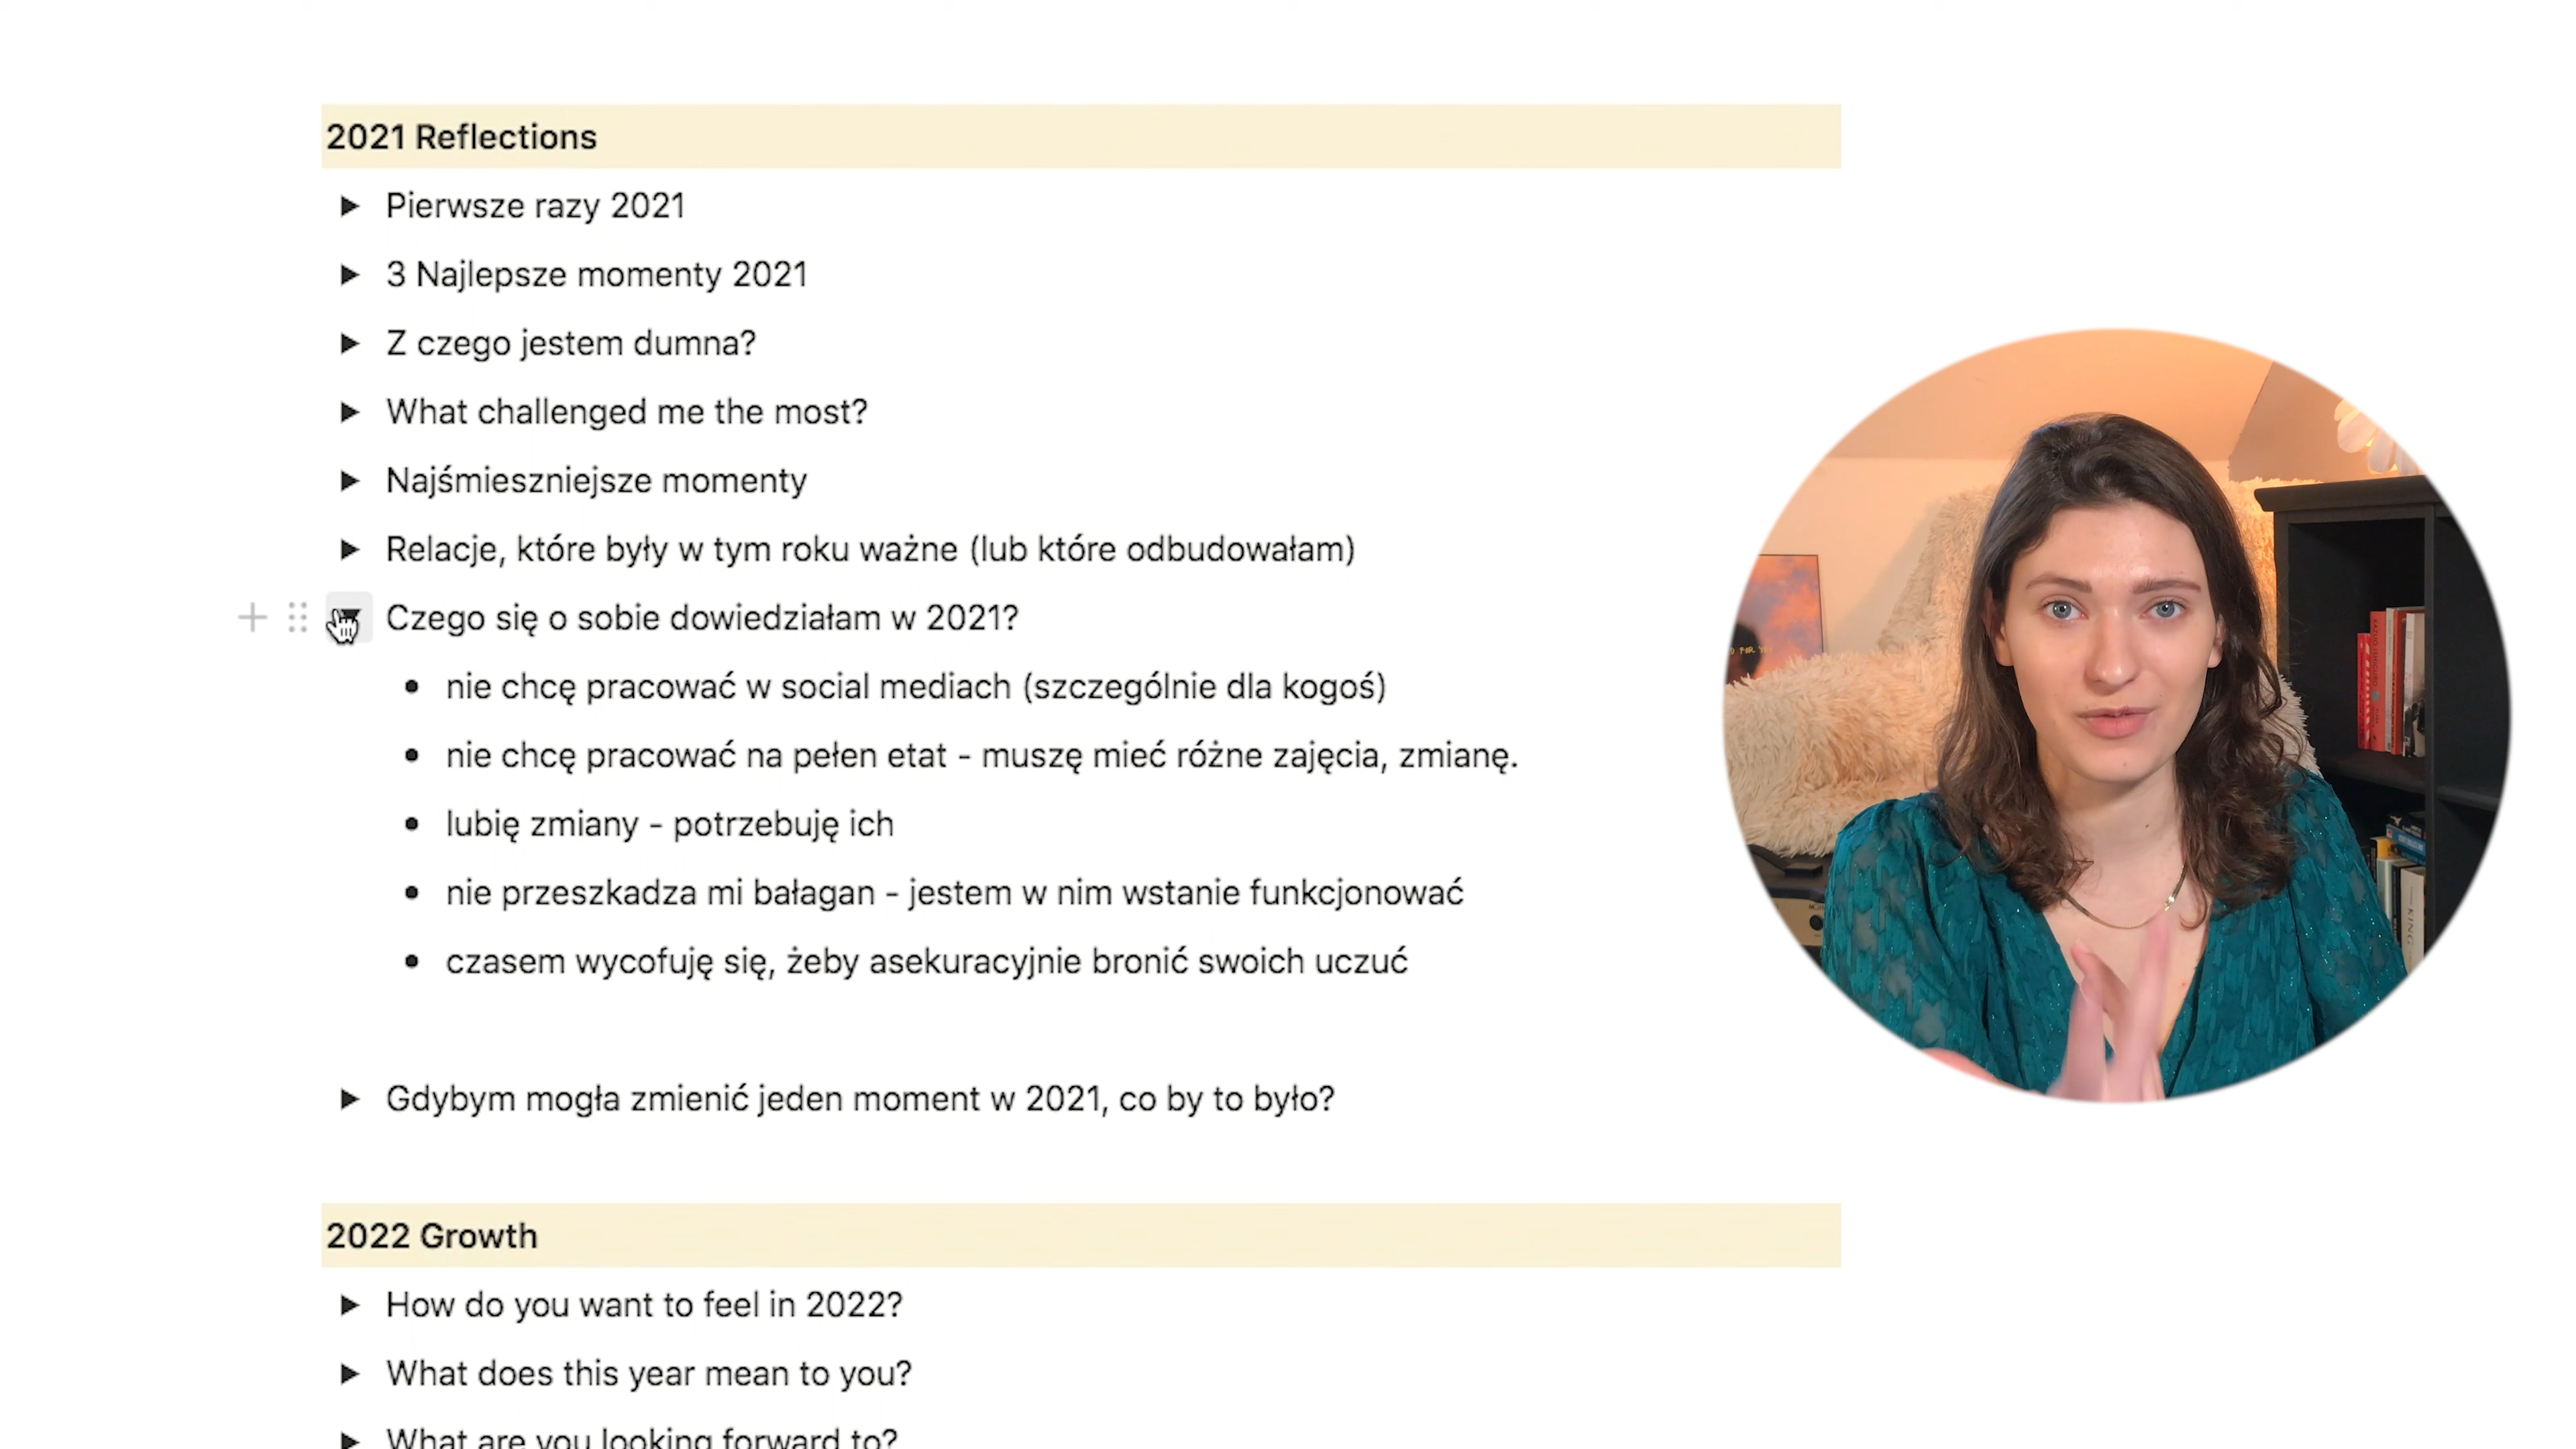 2021 Reflections
Pierwsze razy 2021
3 Najlepsze momenty 2021
Z czego jestem dumna?
What challenged me the most?
Najśmieszniejsze momenty
Relacje, które były w tym roku ważne (lub które odbudowałam)
Czego się o sobie dowiedziałam w 2021?
nie chcę pracować w social mediach (szczególnie dla kogoś)
nie chcę pracować na pełen etat - muszę mieć różne zajęcia, zmianę.
lubię zmiany - potrzebuję ich
nie przeszkadza mi bałagan - jestem w nim wstanie funkcjonować
czasem wycofuję się, żeby asekuracyjnie bronić swoich uczuć
Gdybym mogła zmienić jeden moment w 2021, co by to było?
2022 Growth
How do you want to feel in 2022?
What does this year mean to you?
What are you looking forward to?
KING